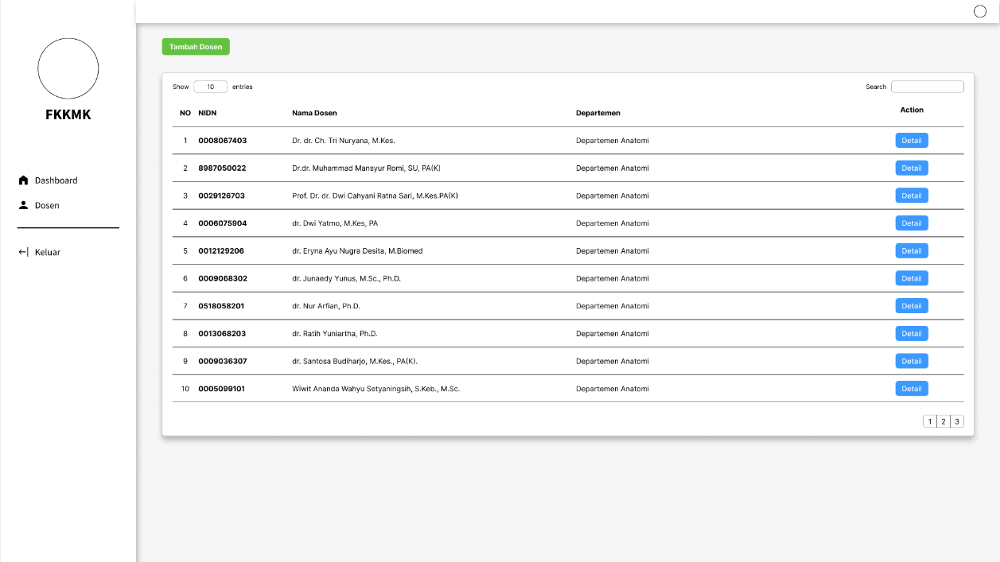 FKKMK
Dashboard
Dosen
Keluar
Tambah Dosen
Show 10 entries Search
NO NIDN Nama Dosen Departemen Action
1 0008067403 Dr. dr. Ch. Tri Nuryana, M.Kes. Departemen Anatomi Detail
2 8987050022 Dr.dr. Muhammad Mansyur Romi, SU, PA(K) Departemen Anatomi Detail
3 0029126703 Prof. Dr. dr. Dwi Cahyani Ratna Sari, M.Kes.PA(K) Departemen Anatomi Detail
4 0006075904 dr. Dwi Yatmo, M.Kes, PA Departemen Anatomi Detail
5 0012129206 dr. Eryna Ayu Nugra Desita, M.Biomed Departemen Anatomi Detail
6 0009068302 dr. Junaedy Yunus, M.Sc., Ph.D. Departemen Anatomi Detail
7 0518058201 dr. Nur Arfian, Ph.D. Departemen Anatomi Detail
8 0013068203 dr. Ratih Yuniartha, Ph.D. Departemen Anatomi Detail
9 0009036307 dr. Santosa Budiharjo, M.Kes., PA(K). Departemen Anatomi Detail
10 0005099101 Wiwit Ananda Wahyu Setyaningsih, S.Keb., M.Sc. Departemen Anatomi Detail
1 2 3